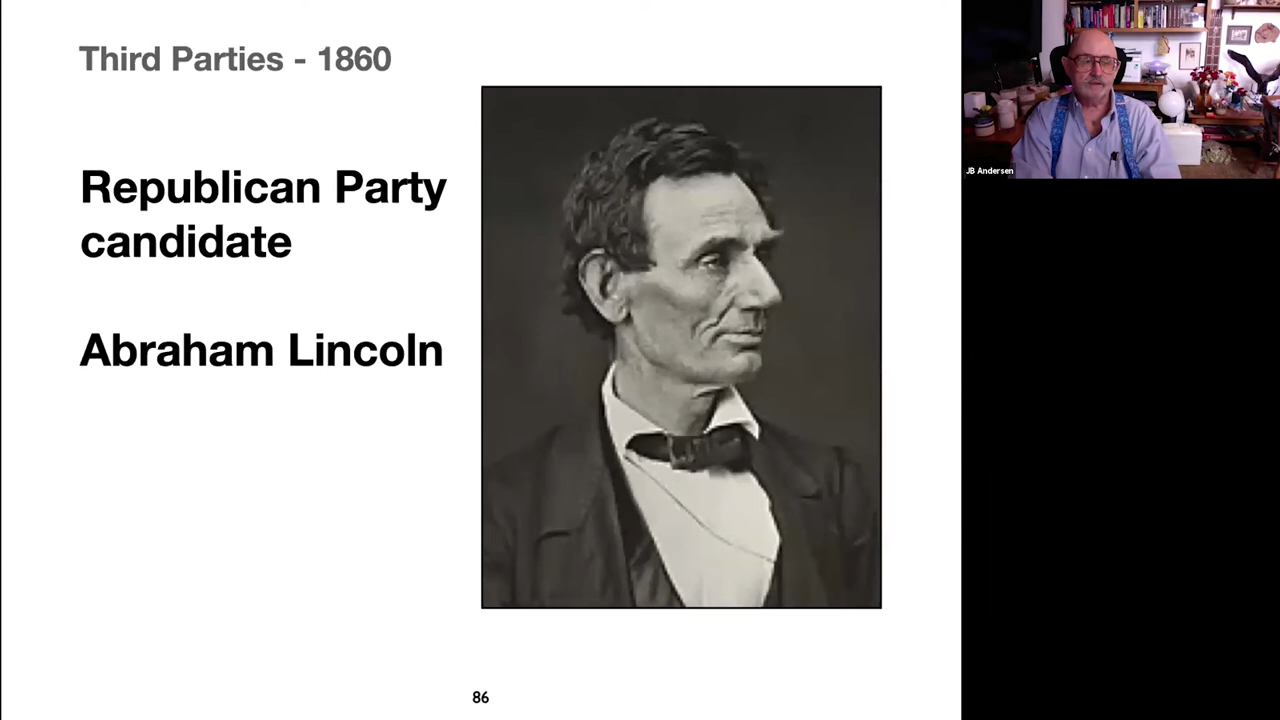 Third Parties - 1860
Republican Party
candidate
Abraham Lincoln
86
JB Andersen